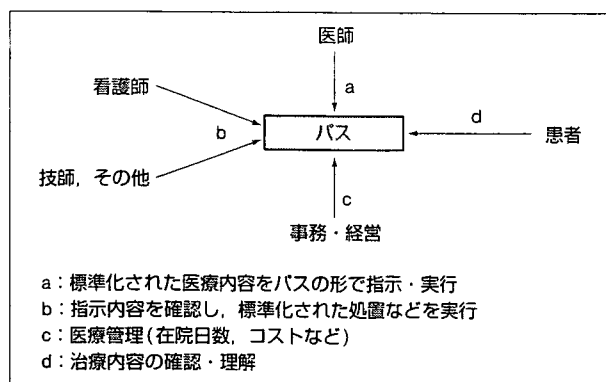 医師
a
看護師
d
b
パス
患者
技師，その他
c
事務・経営
a：標準化された医療内容をパスの形で指示・実行
b：指示内容を確認し，標準化された処置などを実行
c：医療管理(在院日数，コストなど)
d：治療内容の確認・理解